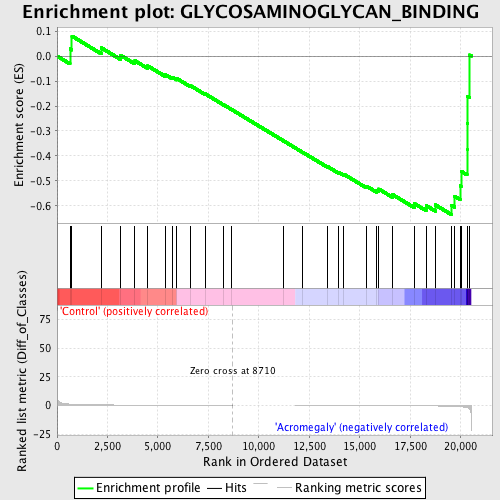 Enrichment plot: GLYCOSAMINOGLYCAN_BINDING
Enrichment score (ES)
0.1
0.0
-0.1
-0.2
-0.3
-0.4
-0.5
-0.6
'Control' (positively correlated)
Ranked list metric (Diff_of_Classes)
75
50
25
0
-25
Zero cross at 8710
'Acromegaly' (negatively correlated)
0 2,500 5,000 7,500 10,000 12,500 15,000 17,500 20,000
Rank in Ordered Dataset
Enrichment profile Hits Ranking metric scores